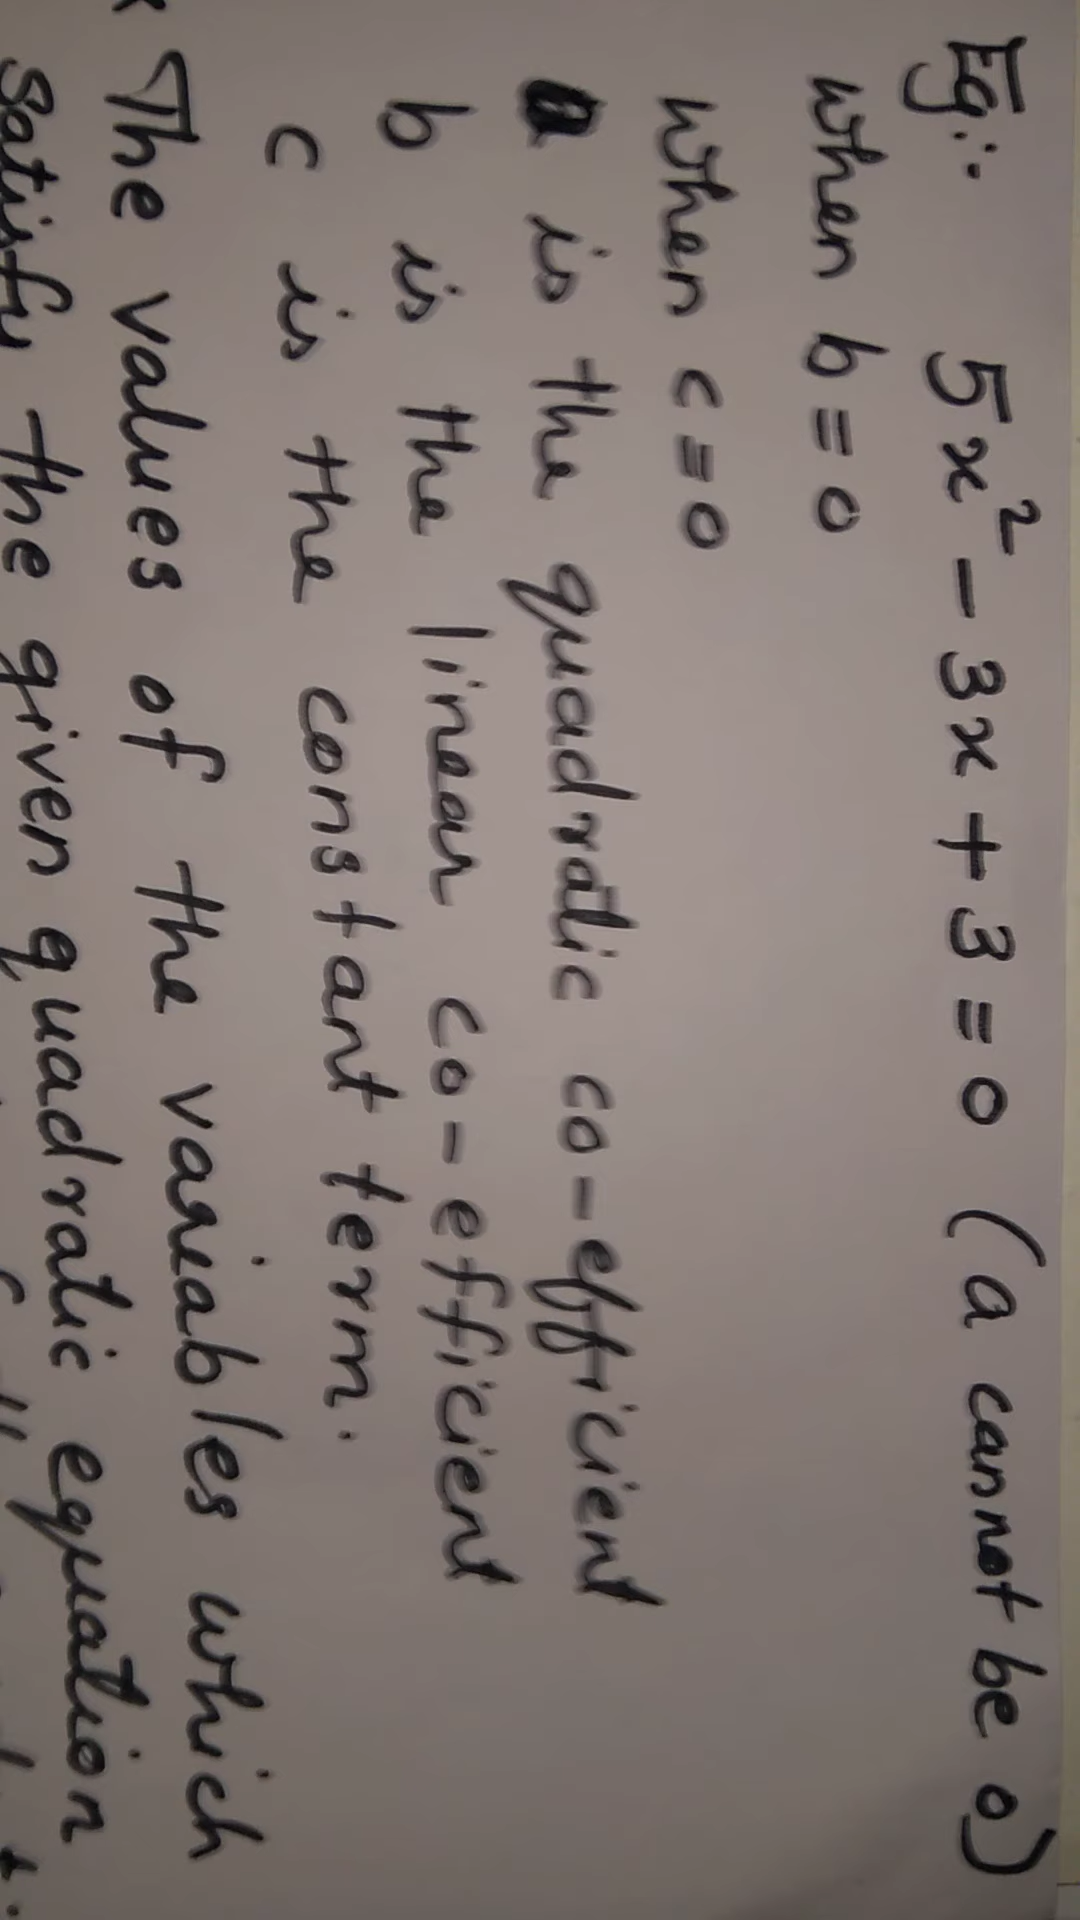 Eg:- 5x² - 3x + 3 = 0 (a cannot be 0)
when b = 0
when c = 0
a is the quadratic co-efficient
b is the linear co-efficient
c is the constant term.
The values of the variables which
satisfy the given quadratic equation